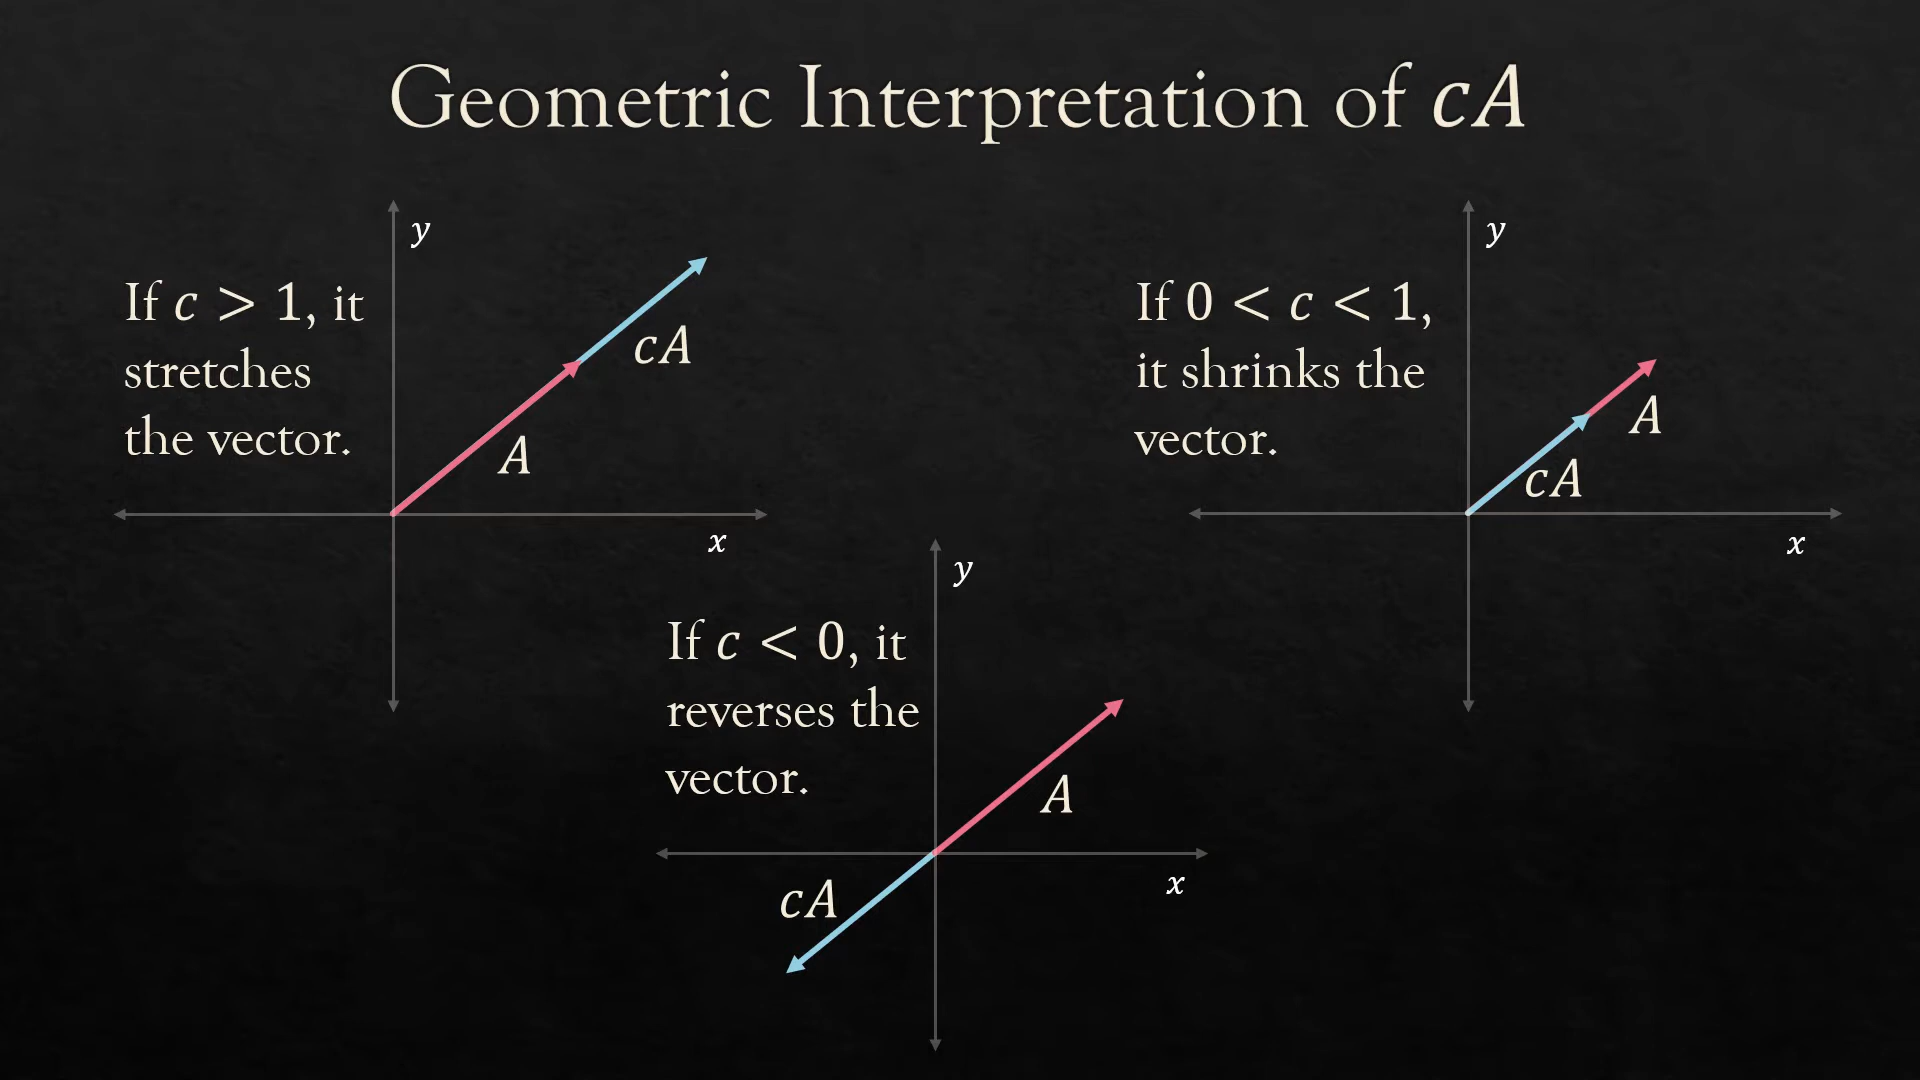 Geometric Interpretation of cA
y
If c > 1, it
stretches
the vector.
cA
A
x
y
If 0 < c < 1,
it shrinks the
vector.
A
cA
x
y
If c < 0, it
reverses the
vector.
A
x
cA